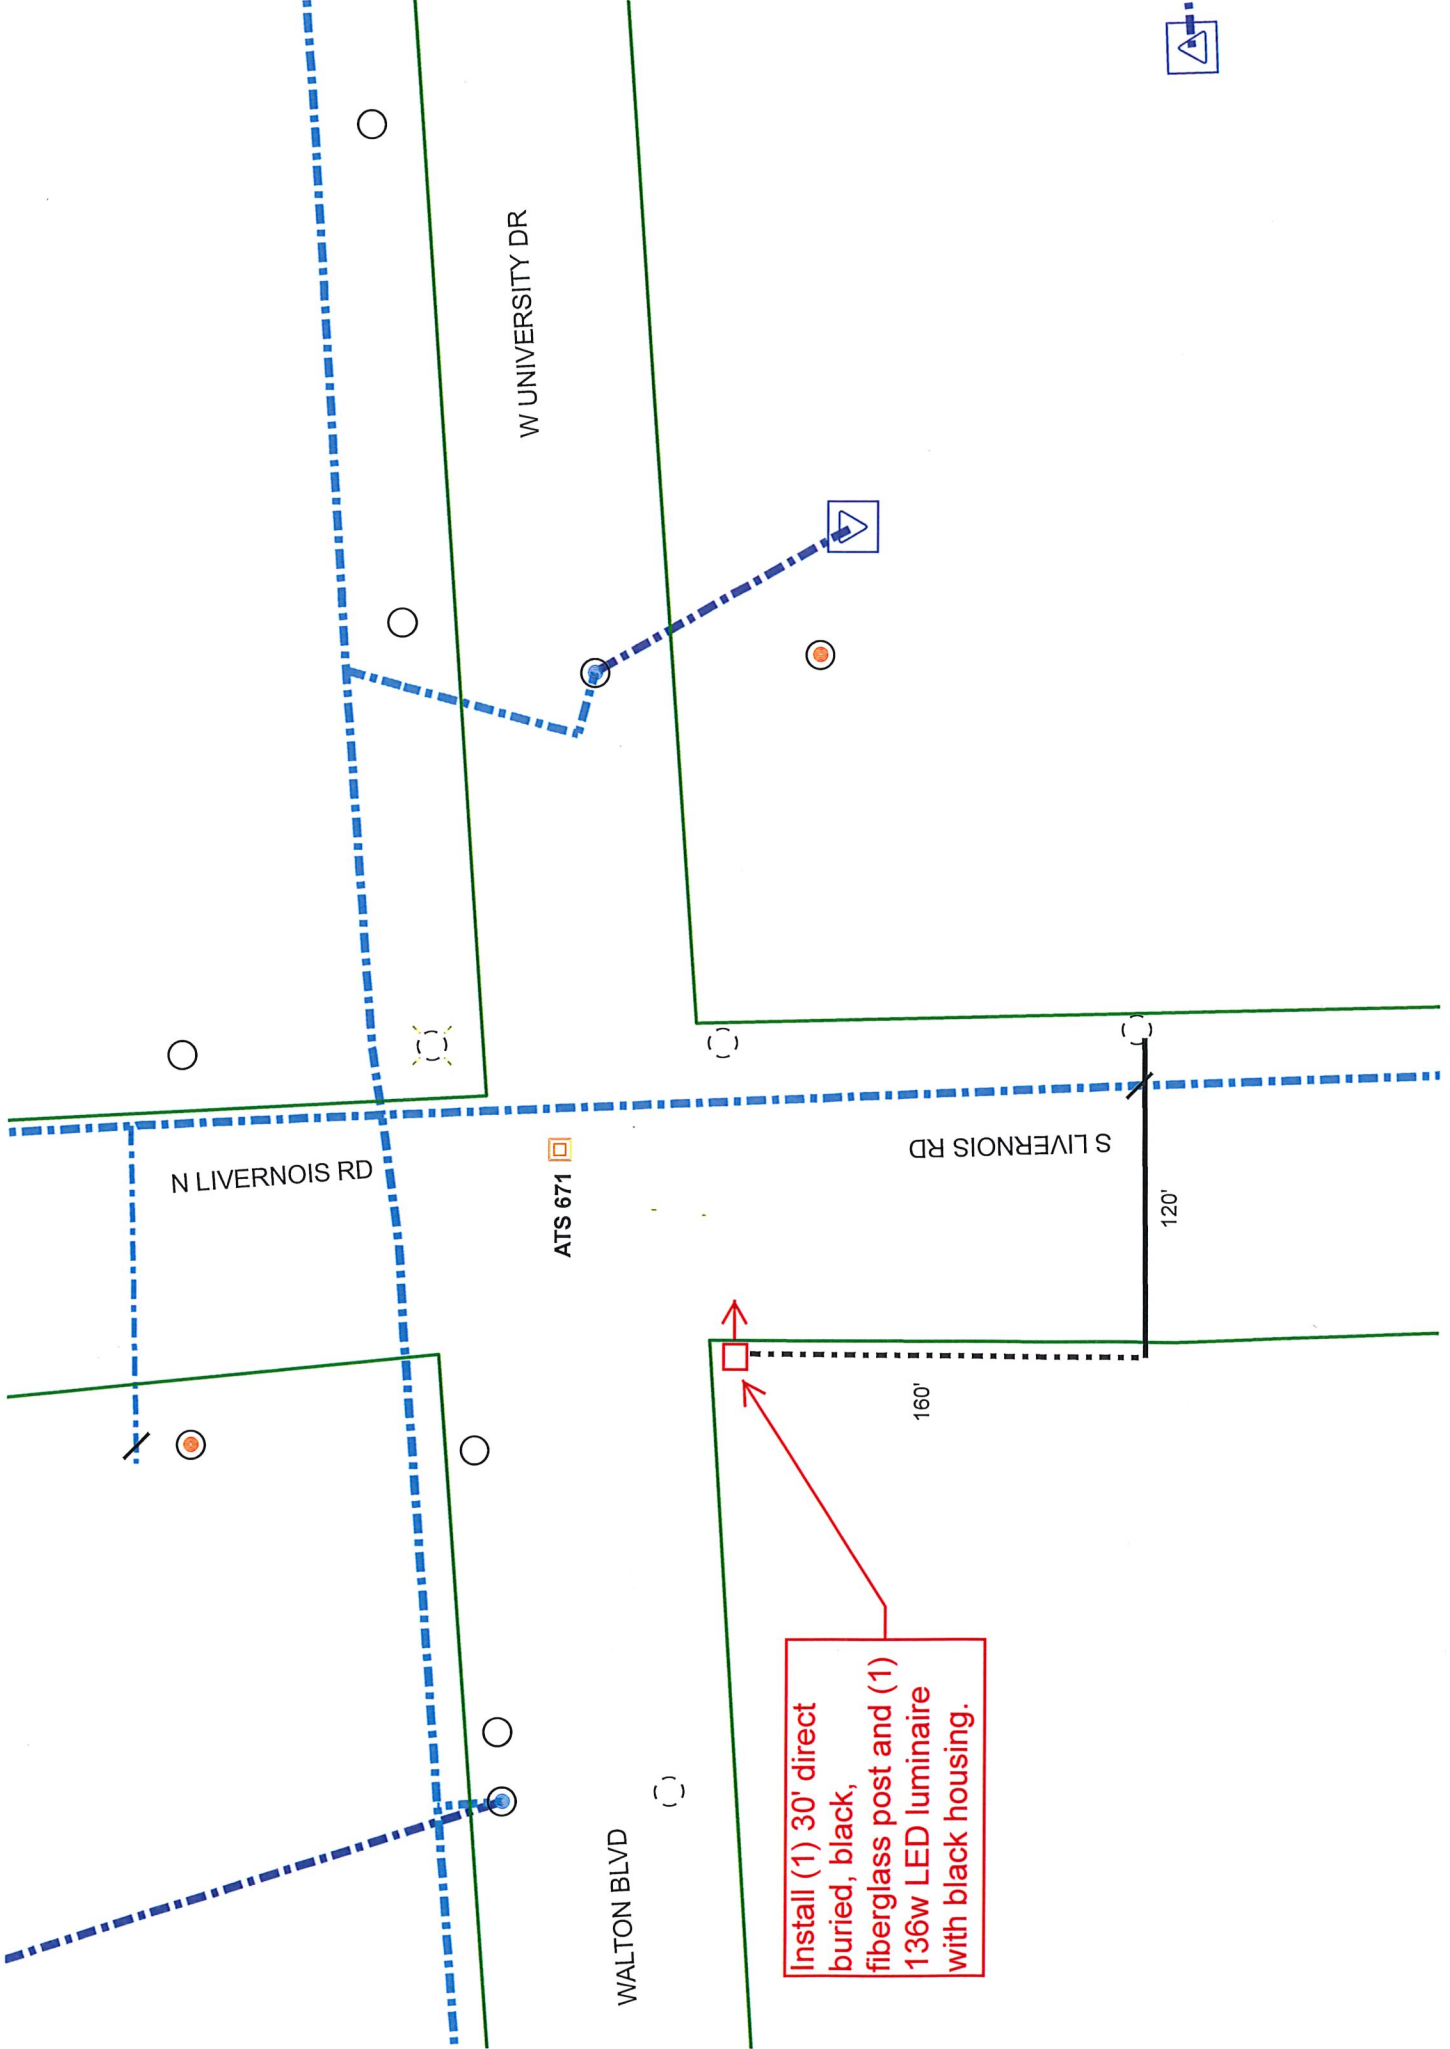 W UNIVERSITY DR
N LIVERNOIS RD
ATS 671
S LIVERNOIS RD
120'
160'
WALTON BLVD
Install (1) 30' direct
buried, black,
fiberglass post and (1)
136w LED luminaire
with black housing.